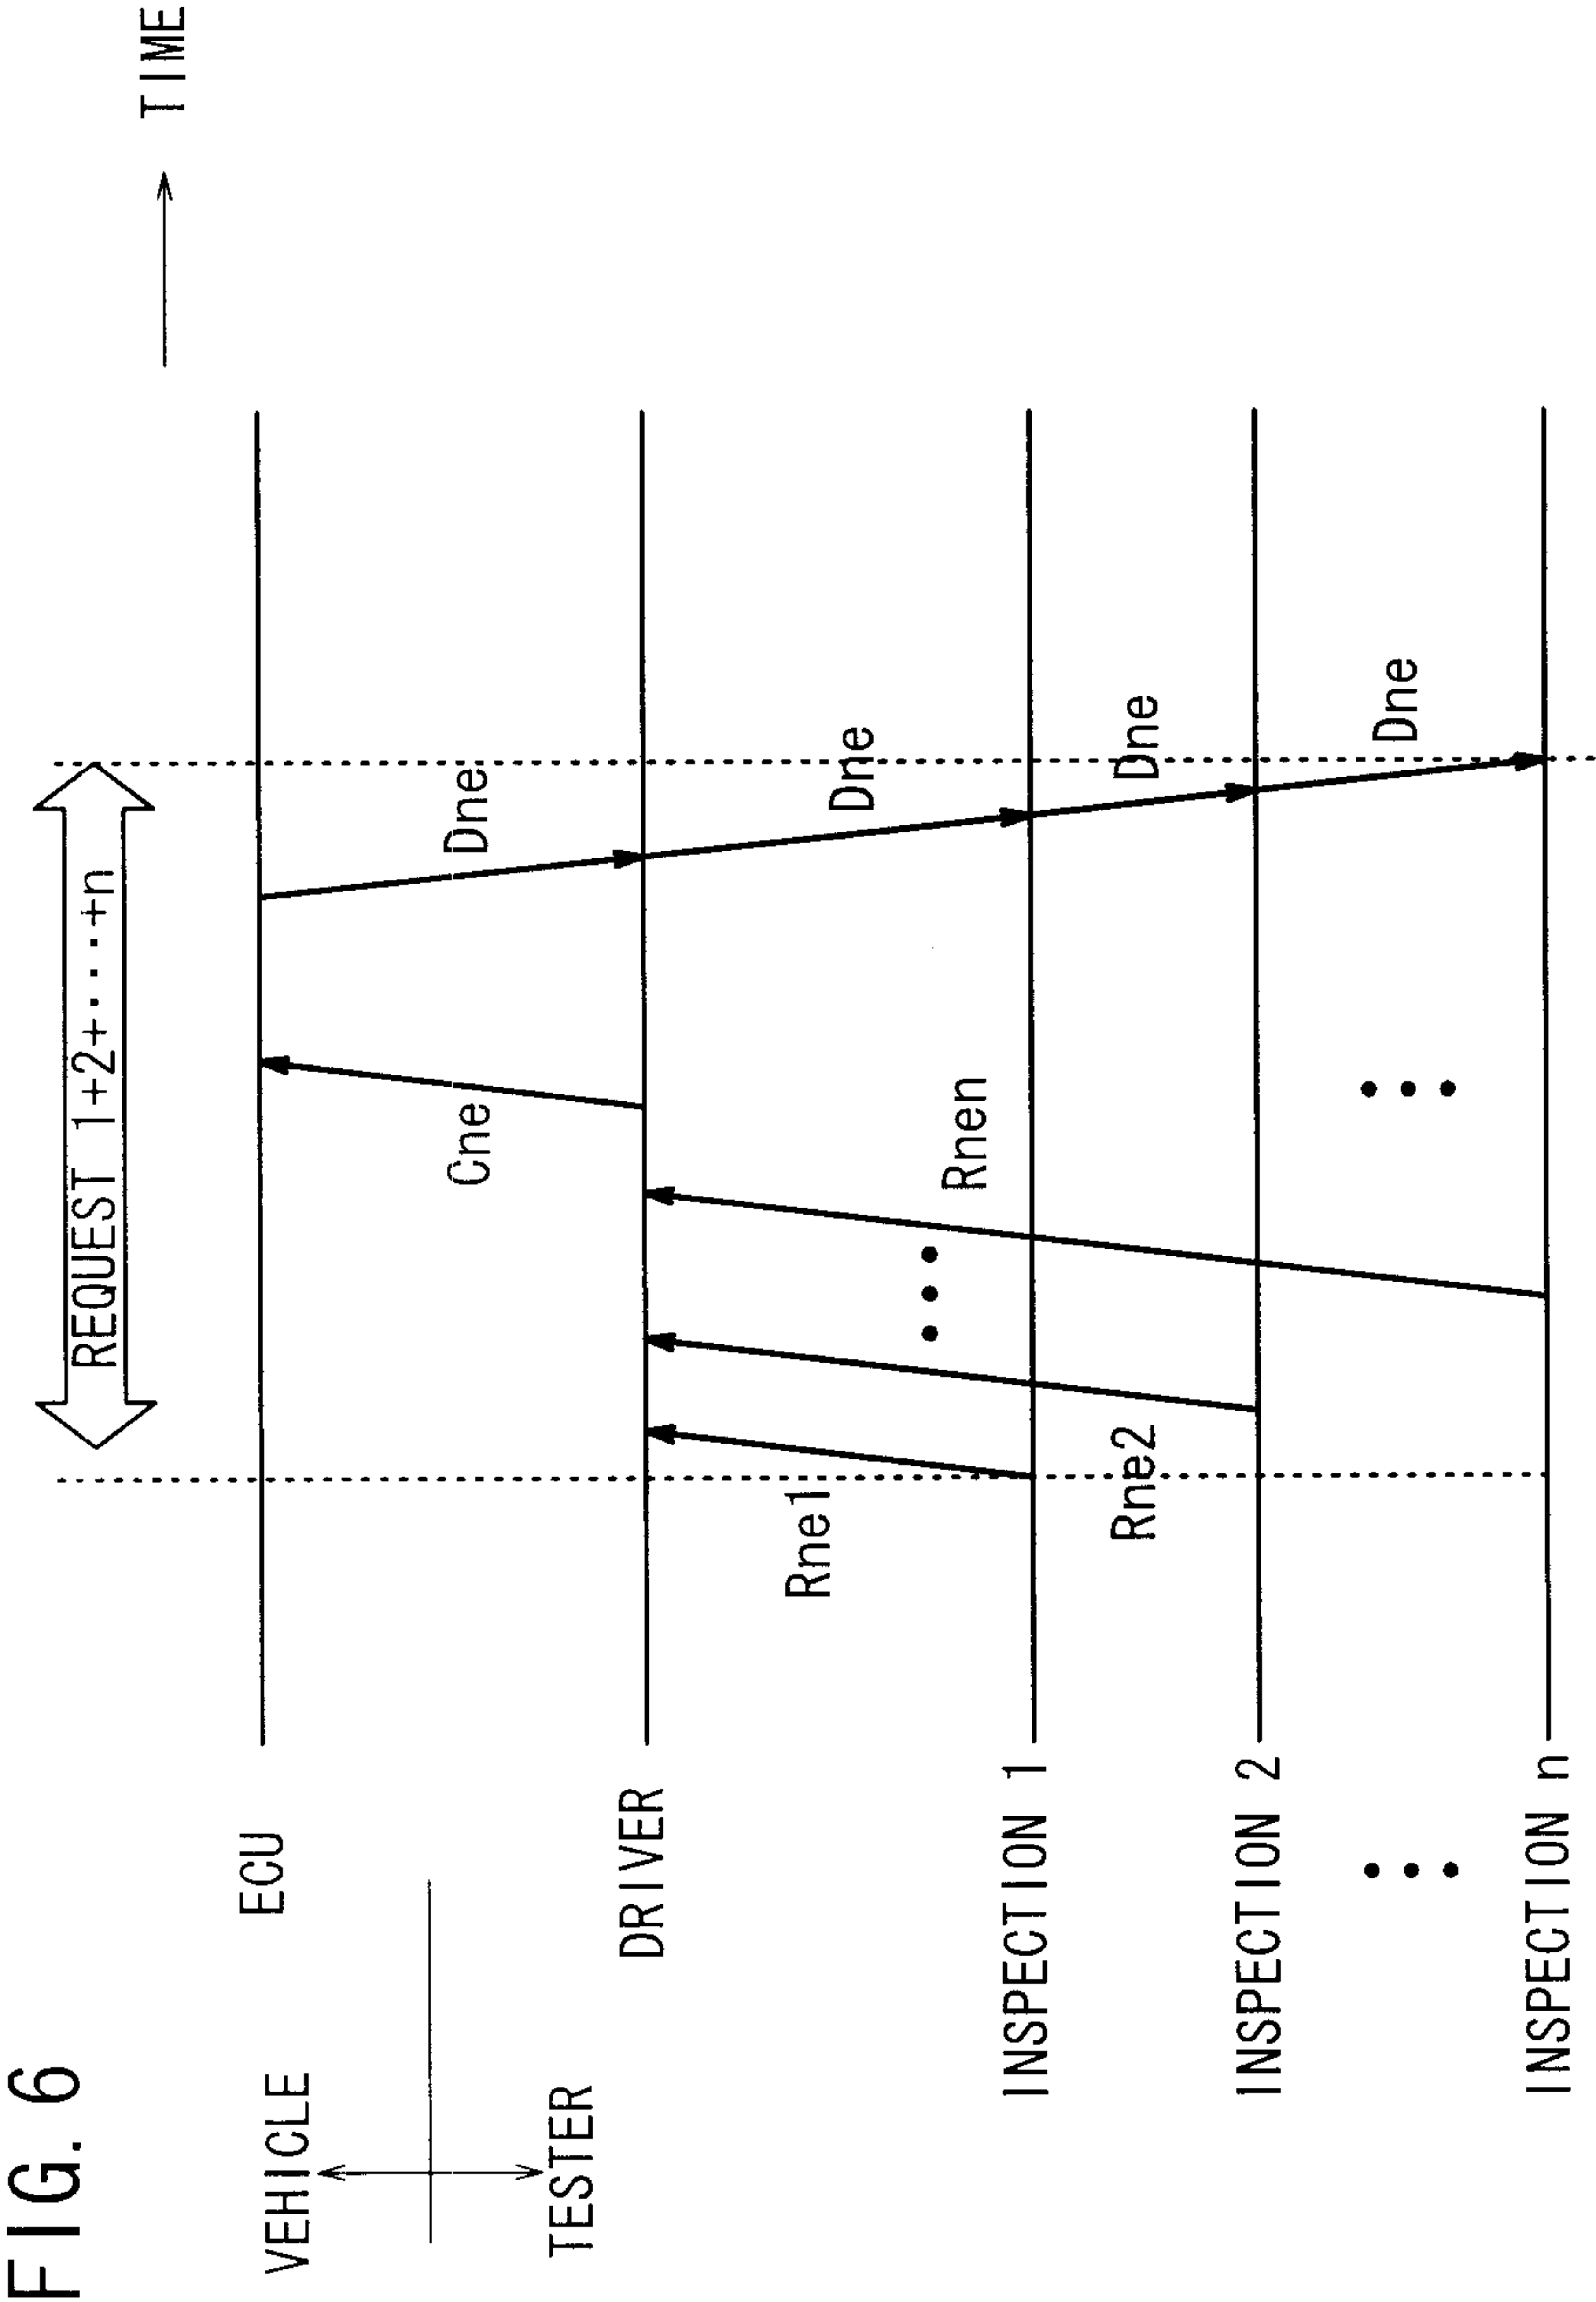 FIG. 6
TIME
REQUEST 1+2+····+n
VEHICLE
TESTER
ECU
DRIVER
INSPECTION 1
INSPECTION 2
INSPECTION n
Rne1
Rne2
Rnen
Cne
Dne
Dne
Dne
Dne